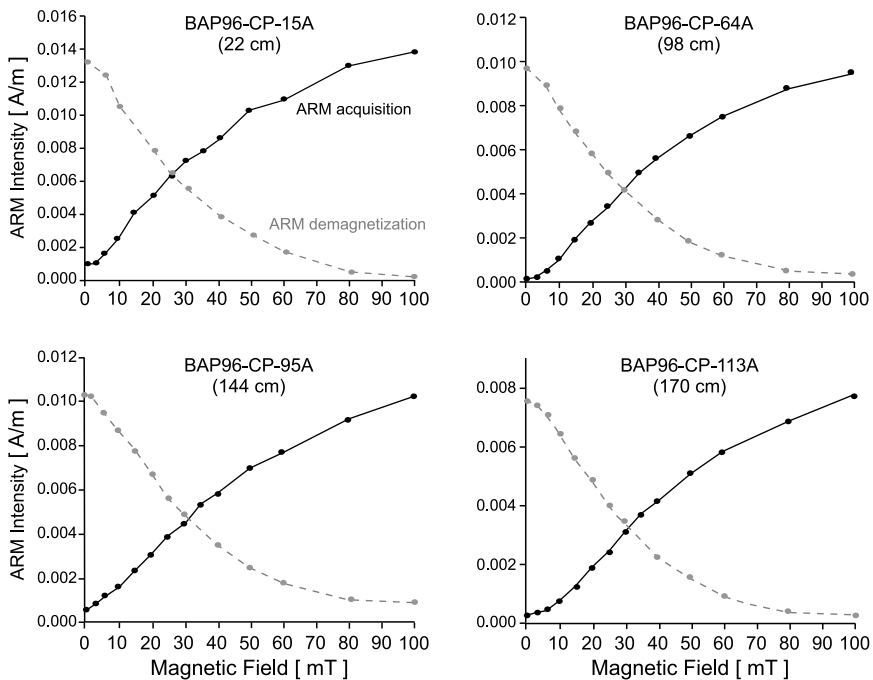 BAP96-CP-15A
(22 cm)
ARM Intensity [ A/m ]
0.016
0.014
0.012
0.010
0.008
0.006
0.004
0.002
0.000
ARM acquisition
ARM demagnetization
0 10 20 30 40 50 60 70 80 90 100
BAP96-CP-64A
(98 cm)
0.012
0.010
0.008
0.006
0.004
0.002
0.000
0 10 20 30 40 50 60 70 80 90 100
BAP96-CP-95A
(144 cm)
ARM Intensity [ A/m ]
0.012
0.010
0.008
0.006
0.004
0.002
0.000
0 10 20 30 40 50 60 70 80 90 100
Magnetic Field [ mT ]
BAP96-CP-113A
(170 cm)
0.008
0.006
0.004
0.002
0.000
0 10 20 30 40 50 60 70 80 90 100
Magnetic Field [ mT ]